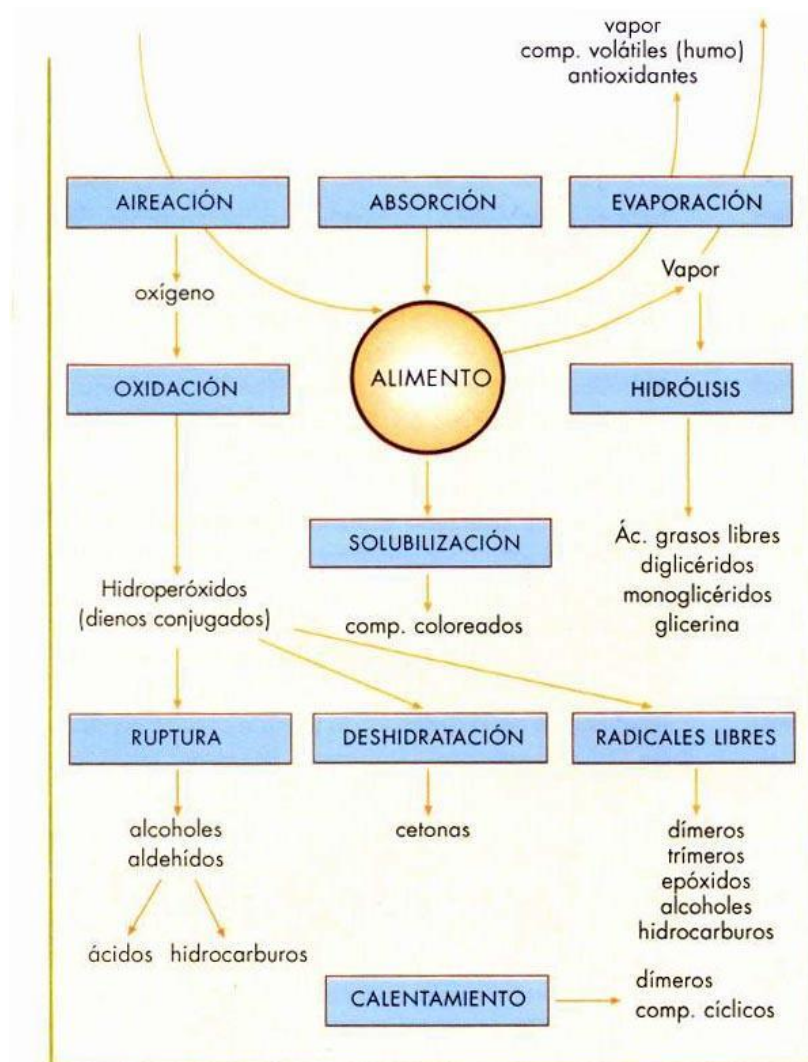 vapor
comp. volátiles (humo)
antioxidantes
AIREACIÓN
ABSORCIÓN
EVAPORACIÓN
oxígeno
Vapor
OXIDACIÓN
ALIMENTO
HIDRÓLISIS
SOLUBILIZACIÓN
Ác. grasos libres
diglicéridos
monoglicéridos
glicerina
Hidroperóxidos
(dienos conjugados)
comp. coloreados
RUPTURA
DESHIDRATACIÓN
RADICALES LIBRES
alcoholes
aldehídos
cetonas
dímeros
trímeros
epóxidos
alcoholes
hidrocarburos
ácidos
hidrocarburos
CALENTAMIENTO
dímeros
comp. cíclicos